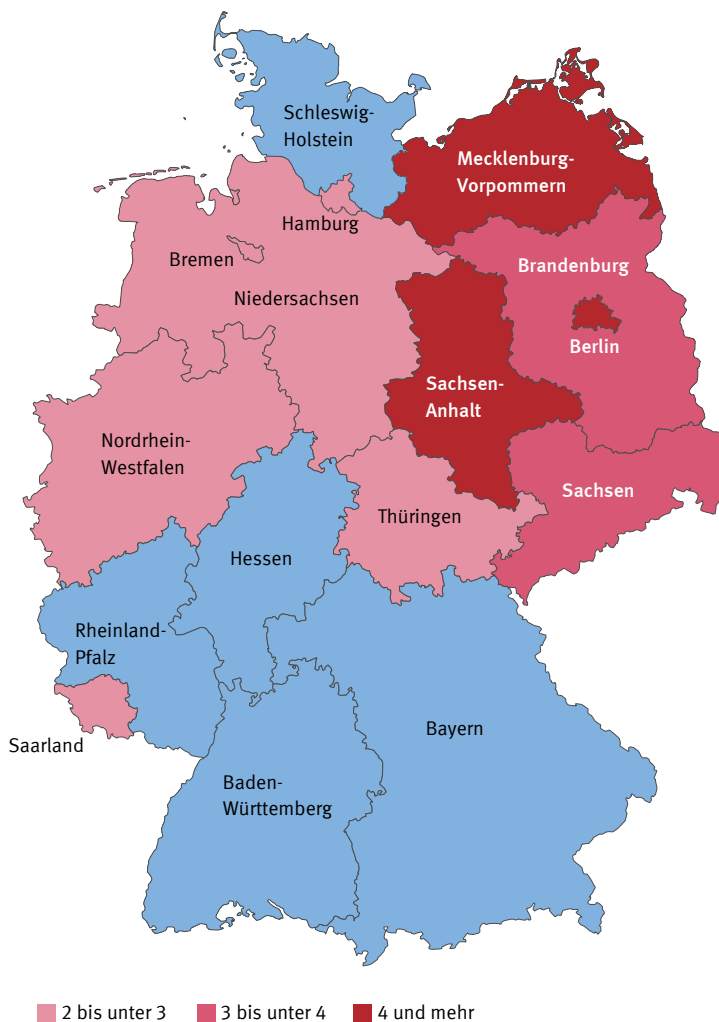 Schleswig-
Holstein
Mecklenburg-
Vorpommern
Hamburg
Bremen
Brandenburg
Niedersachsen
Berlin
Sachsen-
Anhalt
Nordrhein-
Westfalen
Sachsen
Thüringen
Hessen
Rheinland-
Pfalz
Saarland
Bayern
Baden-
Württemberg
2 bis unter 3 3 bis unter 4 4 und mehr